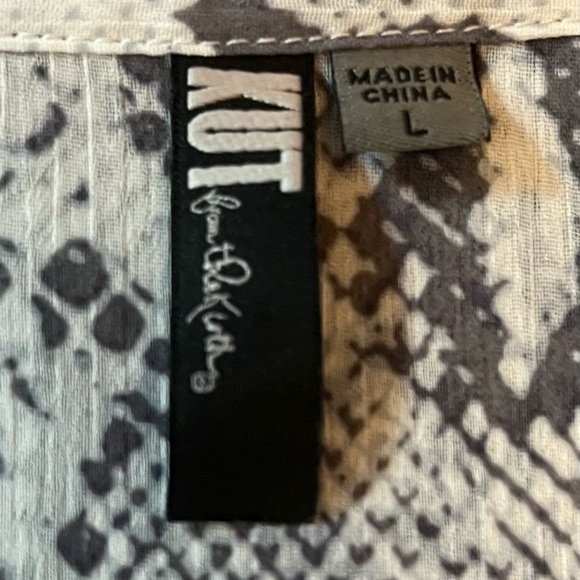 KUT
from the Kloth
MADE IN
CHINA
L